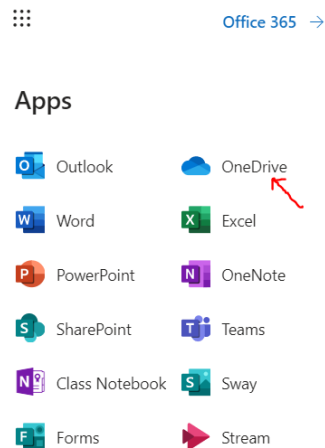 Office 365 →
Apps
Outlook OneDrive
Word Excel
PowerPoint OneNote
SharePoint Teams
Class Notebook Sway
Forms Stream